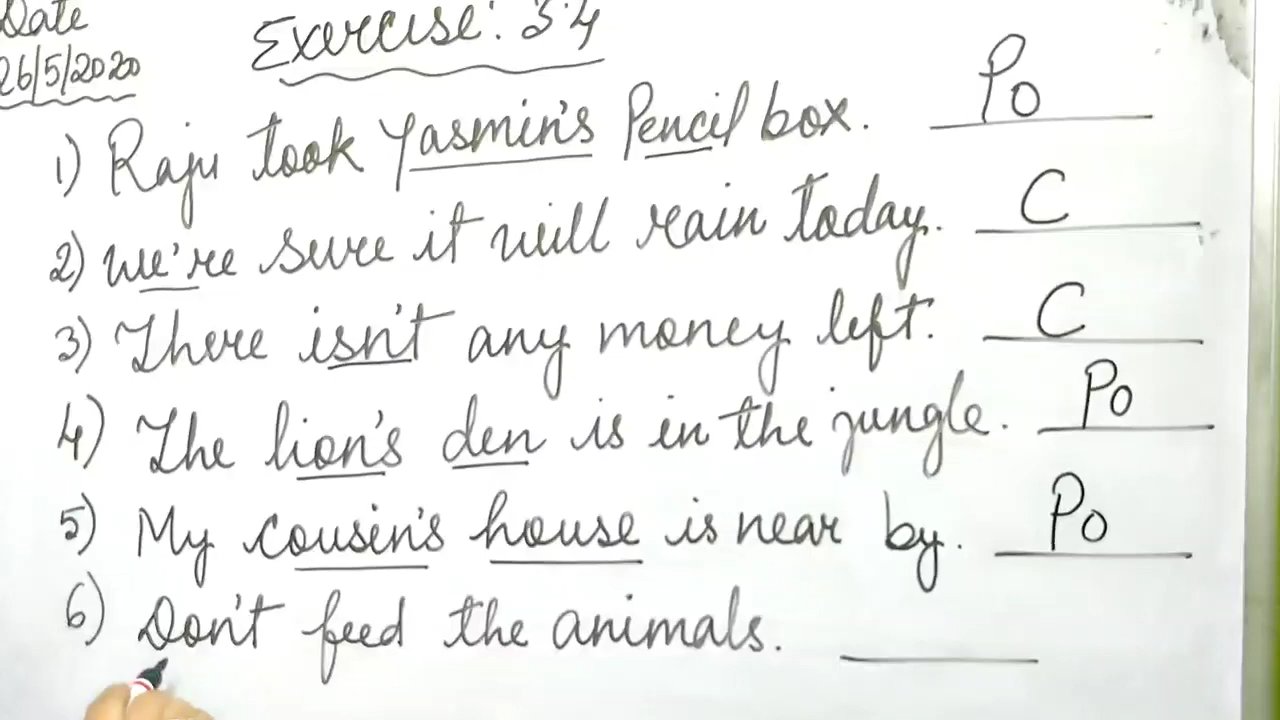 Date
26/5/2020
Exercise: 3.4
1) Raju took Yasmin's Pencil box. Po
2) We're sure it will rain today. C
3) There isn't any money left. C
4) The lion's den is in the jungle. Po
5) My cousin's house is near by. Po
6) Don't feed the animals.